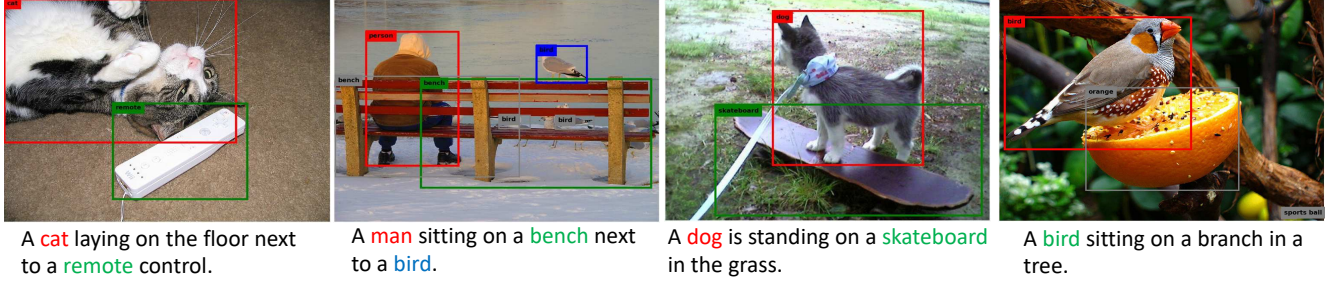 cat
remote
A cat laying on the floor next
to a remote control.
person
bird
bench
bench
bird
bird
A man sitting on a bench next
to a bird.
dog
skateboard
A dog is standing on a skateboard
in the grass.
bird
orange
sports ball
A bird sitting on a branch in a
tree.